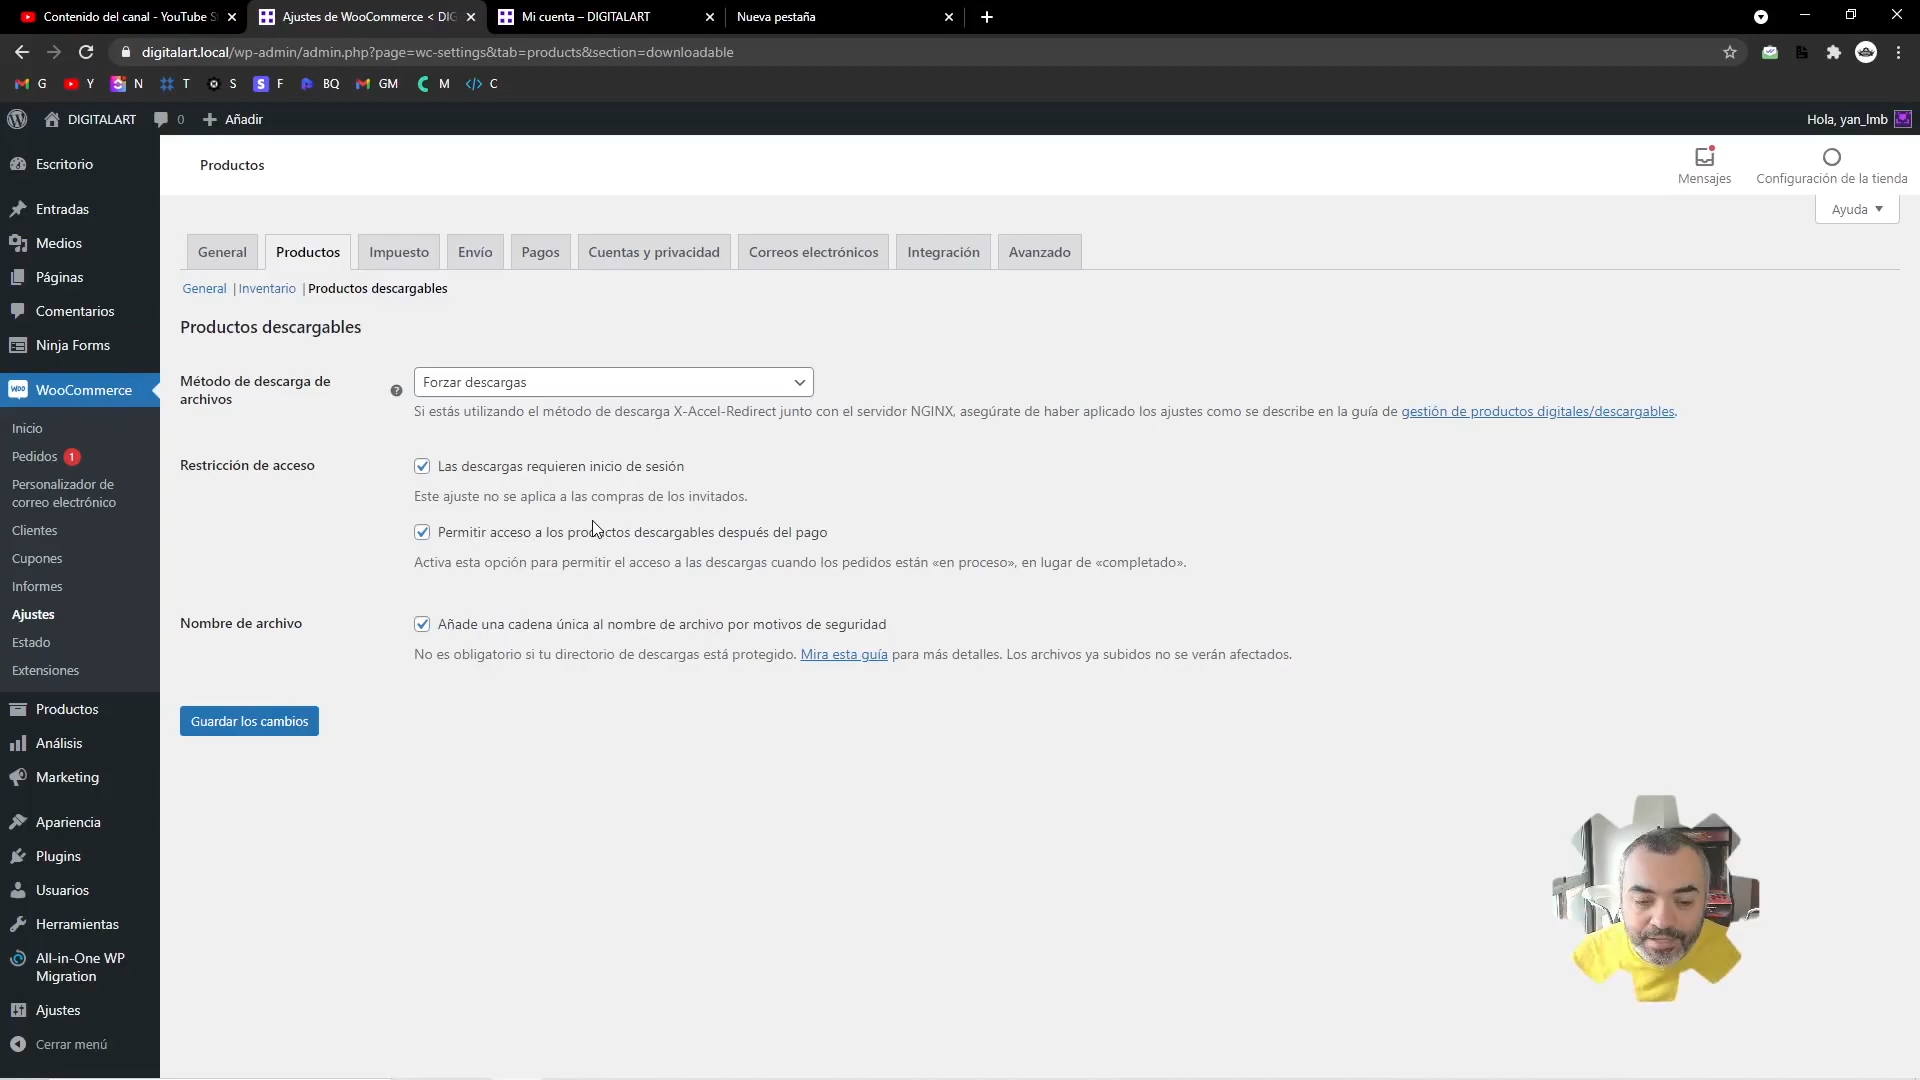 Contenido del canal - YouTube S
Ajustes de WooCommerce < DIG
Mi cuenta – DIGITALART
Nueva pestaña
digitalart.local/wp-admin/admin.php?page=wc-settings&tab=products&section=downloadable
G
Y
N
T
S
F
BQ
GM
M
C
DIGITALART
0
Añadir
Hola, yan_lmb
Escritorio
Entradas
Medios
Páginas
Comentarios
Ninja Forms
WooCommerce
Inicio
Pedidos 1
Personalizador de
correo electrónico
Clientes
Cupones
Informes
Ajustes
Estado
Extensiones
Productos
Análisis
Marketing
Apariencia
Plugins
Usuarios
Herramientas
All-in-One WP
Migration
Ajustes
Cerrar menú
Productos
Mensajes
Configuración de la tienda
Ayuda
General
Productos
Impuesto
Envío
Pagos
Cuentas y privacidad
Correos electrónicos
Integración
Avanzado
General | Inventario | Productos descargables
Productos descargables
Método de descarga de
archivos
Forzar descargas
Si estás utilizando el método de descarga X-Accel-Redirect junto con el servidor NGINX, asegúrate de haber aplicado los ajustes como se describe en la guía de gestión de productos digitales/descargables.
Restricción de acceso
Las descargas requieren inicio de sesión
Este ajuste no se aplica a las compras de los invitados.
Permitir acceso a los productos descargables después del pago
Activa esta opción para permitir el acceso a las descargas cuando los pedidos están «en proceso», en lugar de «completado».
Nombre de archivo
Añade una cadena única al nombre de archivo por motivos de seguridad
No es obligatorio si tu directorio de descargas está protegido. Mira esta guía para más detalles. Los archivos ya subidos no se verán afectados.
Guardar los cambios